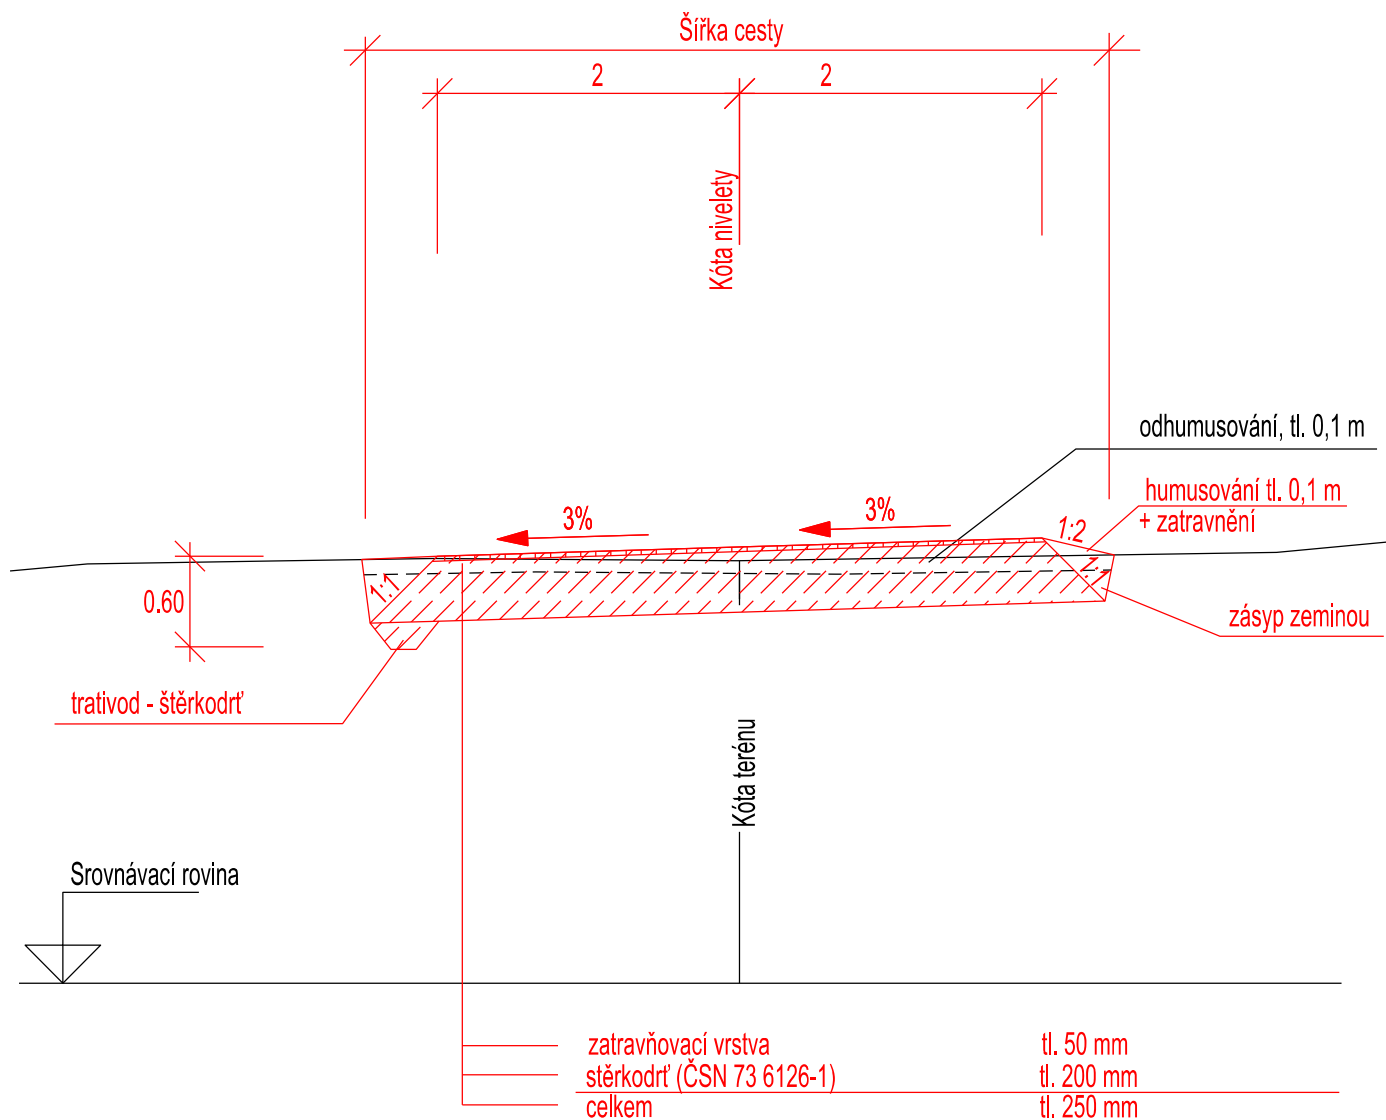 Šířka cesty
2
2
Kóta nivelety
odhumusování, tl. 0,1 m
humusování tl. 0,1 m
+ zatravnění
3%
3%
1:2
1:1
1:1
0.60
zásyp zeminou
trativod - štěrkodrť
Kóta terénu
Srovnávací rovina
zatravňovací vrstva tl. 50 mm
stěrkodrť (ČSN 73 6126-1) tl. 200 mm
celkem tl. 250 mm